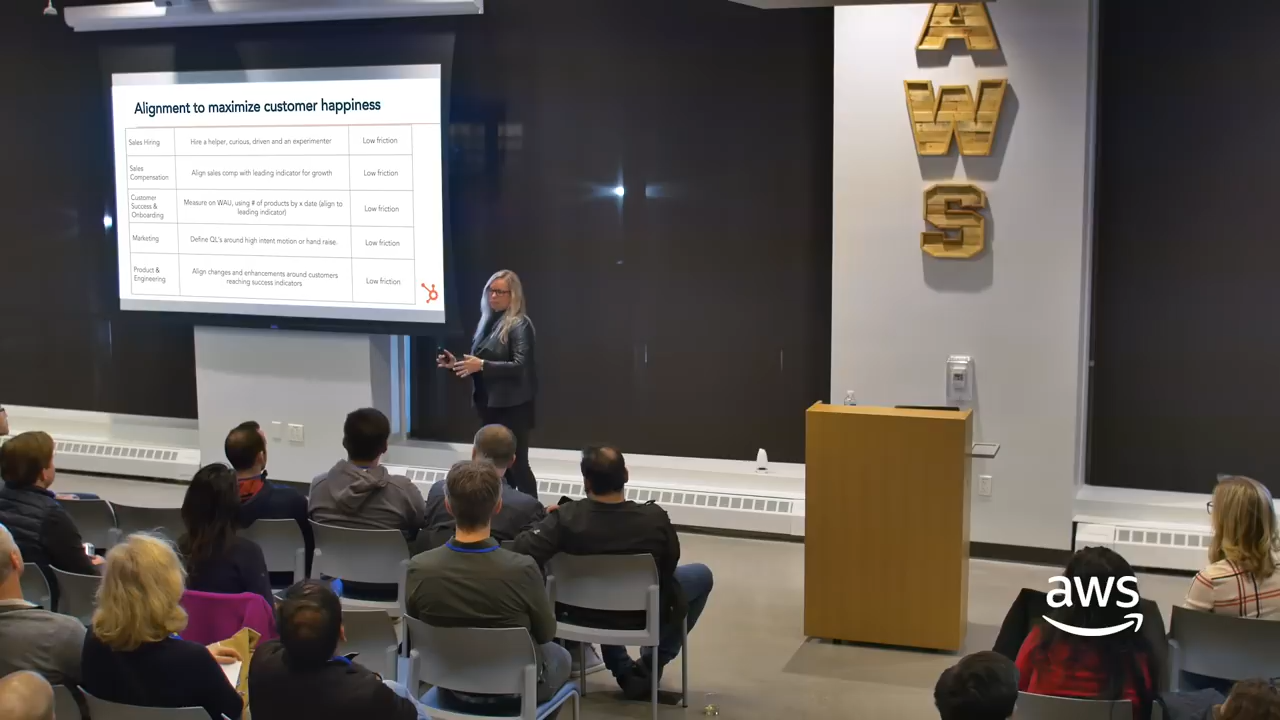 Alignment to maximize customer happiness
Sales Hiring
Hire a helper, curious, driven and an experimenter
Low friction
Sales
Compensation
Align sales comp with leading indicator for growth
Low friction
Customer
Success &
Onboarding
Measure on WAU, using # of products by x date (align to
leading indicator)
Low friction
Marketing
Define QL's around high intent motion or hand raise.
Low friction
Product &
Engineering
Align changes and enhancements around customers
reaching success indicators
Low friction
A
W
S
aws